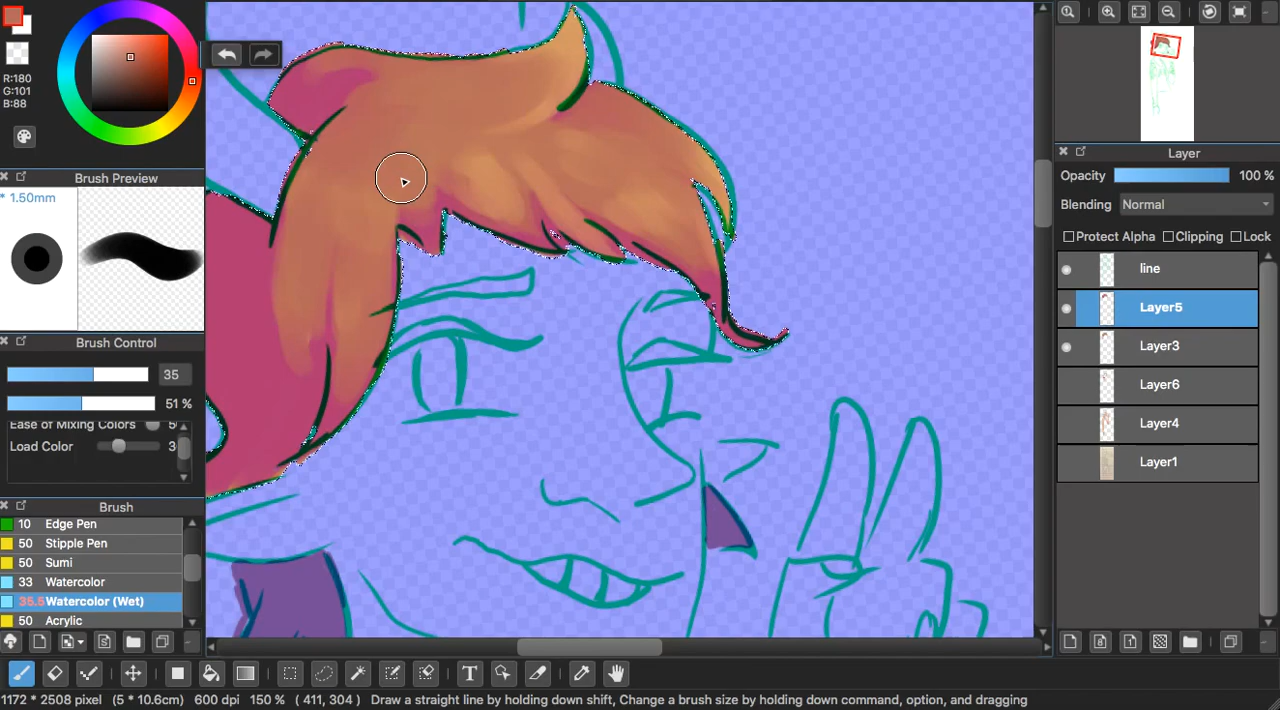 R:180
G:101
B:88
Brush Preview
* 1.50mm
Brush Control
35
51 %
Ease of Mixing Colors
Load Color
Brush
10 Edge Pen
50 Stipple Pen
50 Sumi
33 Watercolor
35.5 Watercolor (Wet)
50 Acrylic
Layer
Opacity 100 %
Blending Normal
Protect Alpha Clipping Lock
line
Layer5
Layer3
Layer6
Layer4
Layer1
1172 * 2508 pixel (5 * 10.6cm) 600 dpi 150 % ( 411, 304 ) Draw a straight line by holding down shift, Change a brush size by holding down command, option, and dragging